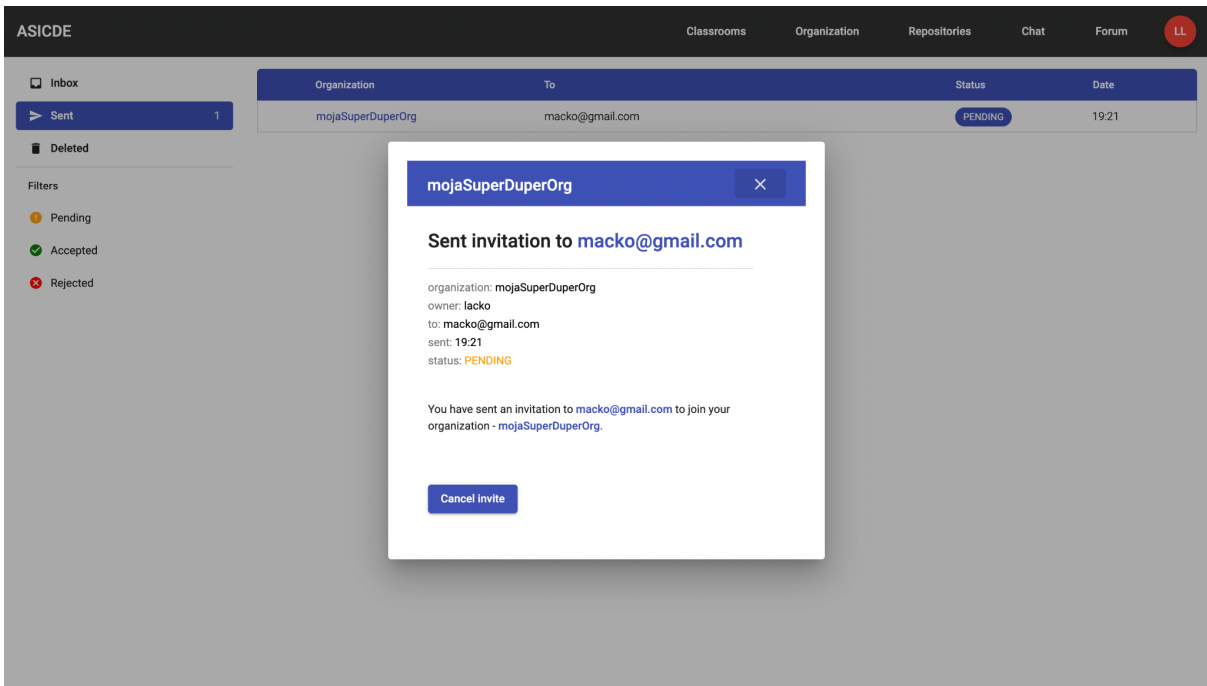 ASICDE Classrooms Organization Repositories Chat Forum LL
Inbox
Sent 1
Deleted
Filters
Pending
Accepted
Rejected
Organization To Status Date
mojaSuperDuperOrg macko@gmail.com PENDING 19:21
mojaSuperDuperOrg
Sent invitation to macko@gmail.com
organization: mojaSuperDuperOrg
owner: lacko
to: macko@gmail.com
sent: 19:21
status: PENDING
You have sent an invitation to macko@gmail.com to join your
organization - mojaSuperDuperOrg.
Cancel invite